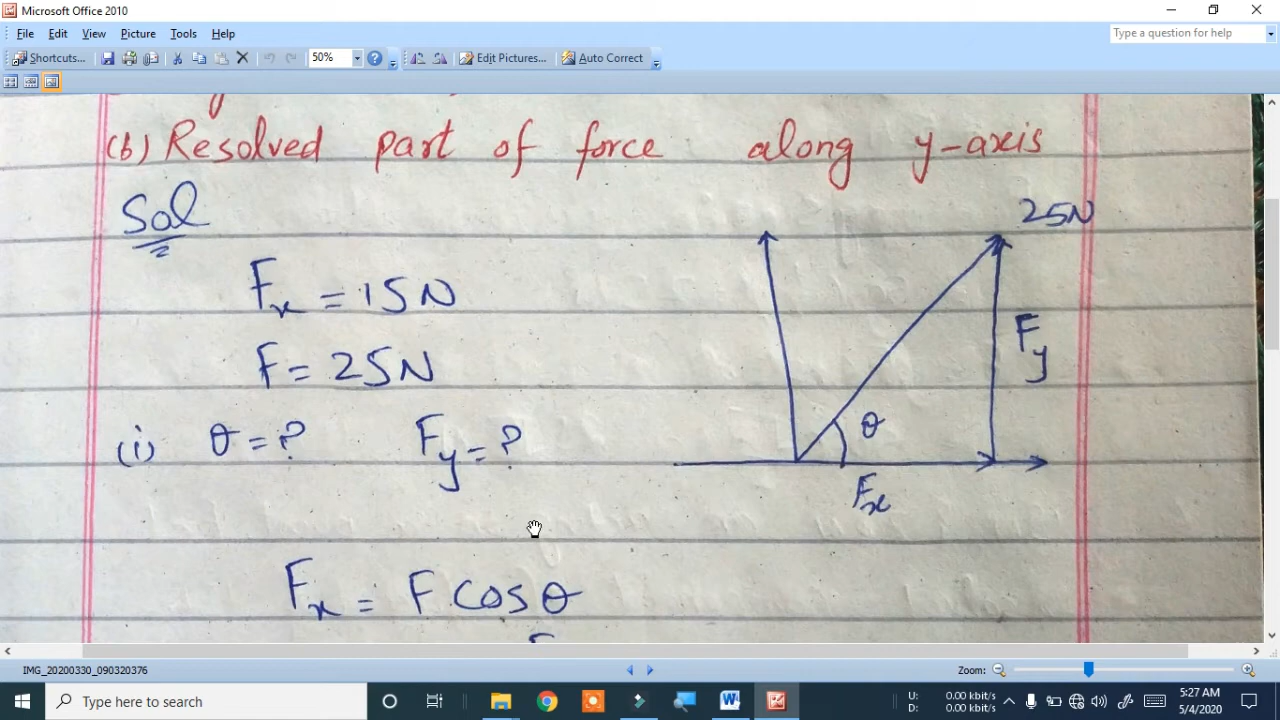 Microsoft Office 2010
File Edit View Picture Tools Help
Type a question for help
Shortcuts... 50% Edit Pictures... Auto Correct
(b) Resolved part of force along y-axis
Sol
25N
Fx = 15N
Fy
F = 25N
(i) θ = ? Fy = ?
θ
Fx
Fx = F cos θ
IMG_20200330_090320376
Zoom:
Type here to search
U: 0.00 kbit/s
D: 0.00 kbit/s
5:27 AM
5/4/2020